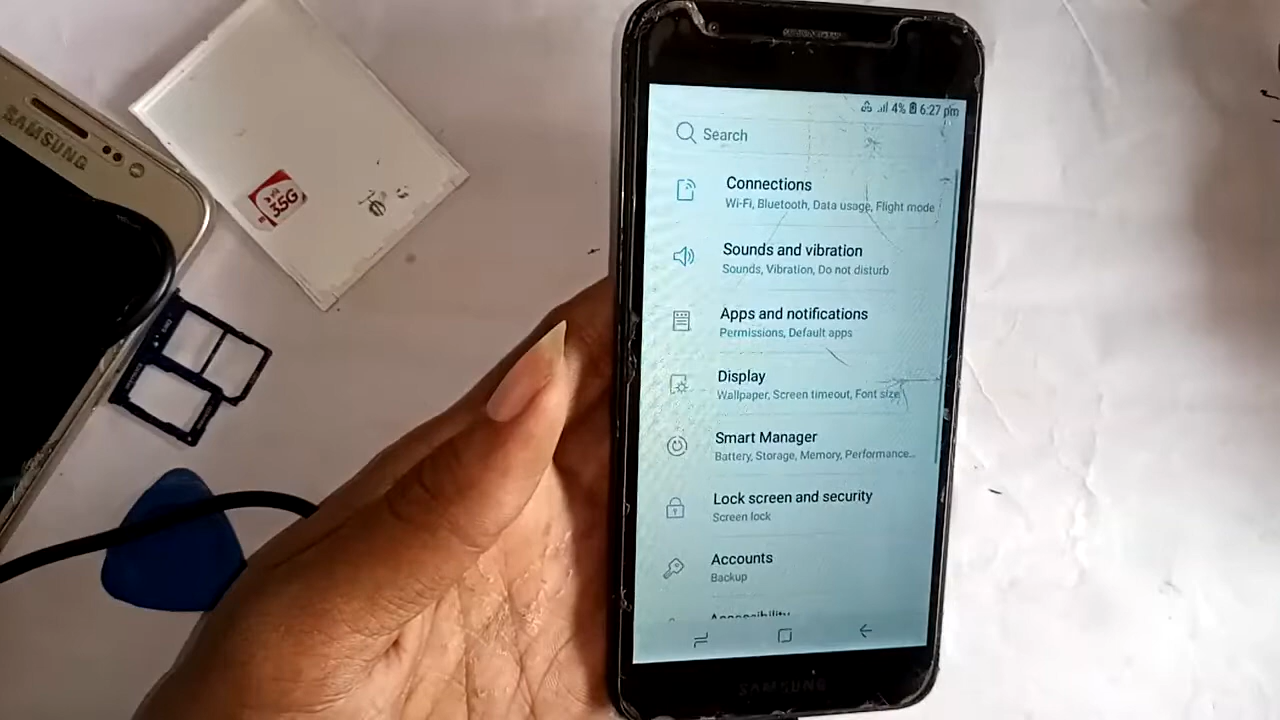 SAMSUNG
3.5G
4% 6:27 pm
Search
Connections
Wi-Fi, Bluetooth, Data usage, Flight mode
Sounds and vibration
Sounds, Vibration, Do not disturb
Apps and notifications
Permissions, Default apps
Display
Wallpaper, Screen timeout, Font size
Smart Manager
Battery, Storage, Memory, Performance...
Lock screen and security
Screen lock
Accounts
Backup
Accessibility
SAMSUNG